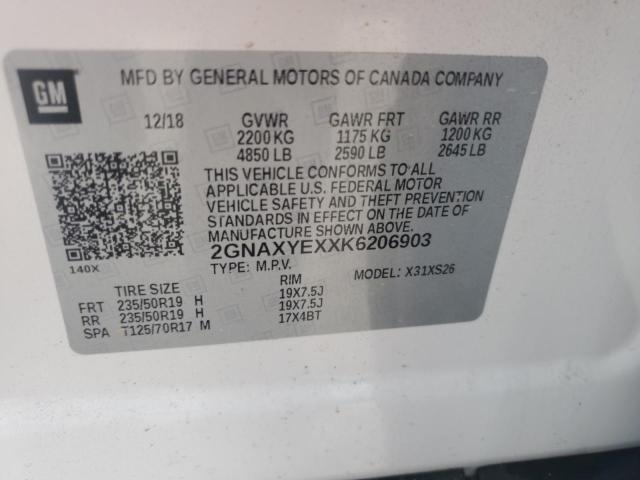 GM
MFD BY GENERAL MOTORS OF CANADA COMPANY
12/18 GVWR GAWR FRT GAWR RR
2200 KG 1175 KG 1200 KG
4850 LB 2590 LB 2645 LB
THIS VEHICLE CONFORMS TO ALL
APPLICABLE U.S. FEDERAL MOTOR
VEHICLE SAFETY AND THEFT PREVENTION
STANDARDS IN EFFECT ON THE DATE OF
MANUFACTURE SHOWN ABOVE.
2GNAXYEXXK6206903
140X TYPE: M.P.V. MODEL: X31XS26
TIRE SIZE RIM
FRT 235/50R19 H 19X7.5J
RR 235/50R19 H 19X7.5J
SPA T125/70R17 M 17X4BT